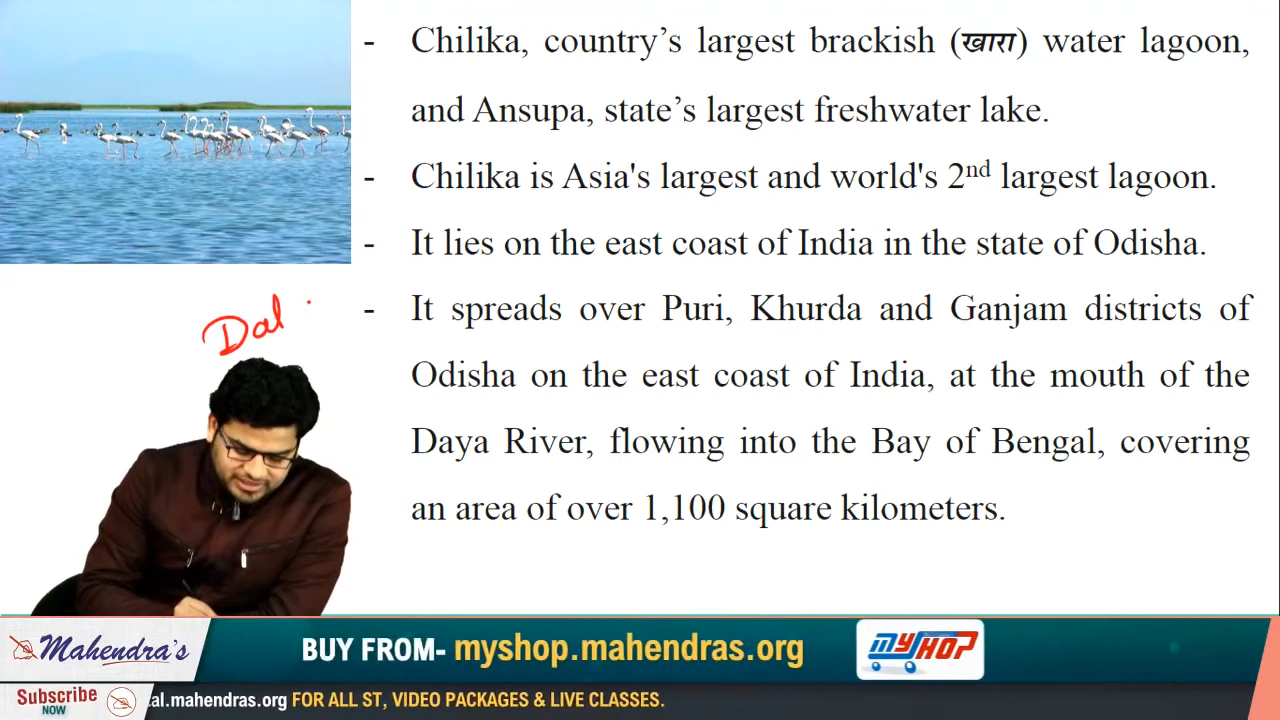 - Chilika, country’s largest brackish (खारा) water lagoon,
and Ansupa, state’s largest freshwater lake.
- Chilika is Asia's largest and world's 2nd largest lagoon.
- It lies on the east coast of India in the state of Odisha.
- It spreads over Puri, Khurda and Ganjam districts of
Odisha on the east coast of India, at the mouth of the
Daya River, flowing into the Bay of Bengal, covering
an area of over 1,100 square kilometers.
Dal
Mahendra's
BUY FROM- myshop.mahendras.org
MY SHOP
Subscribe
NOW
tal.mahendras.org FOR ALL ST, VIDEO PACKAGES & LIVE CLASSES.